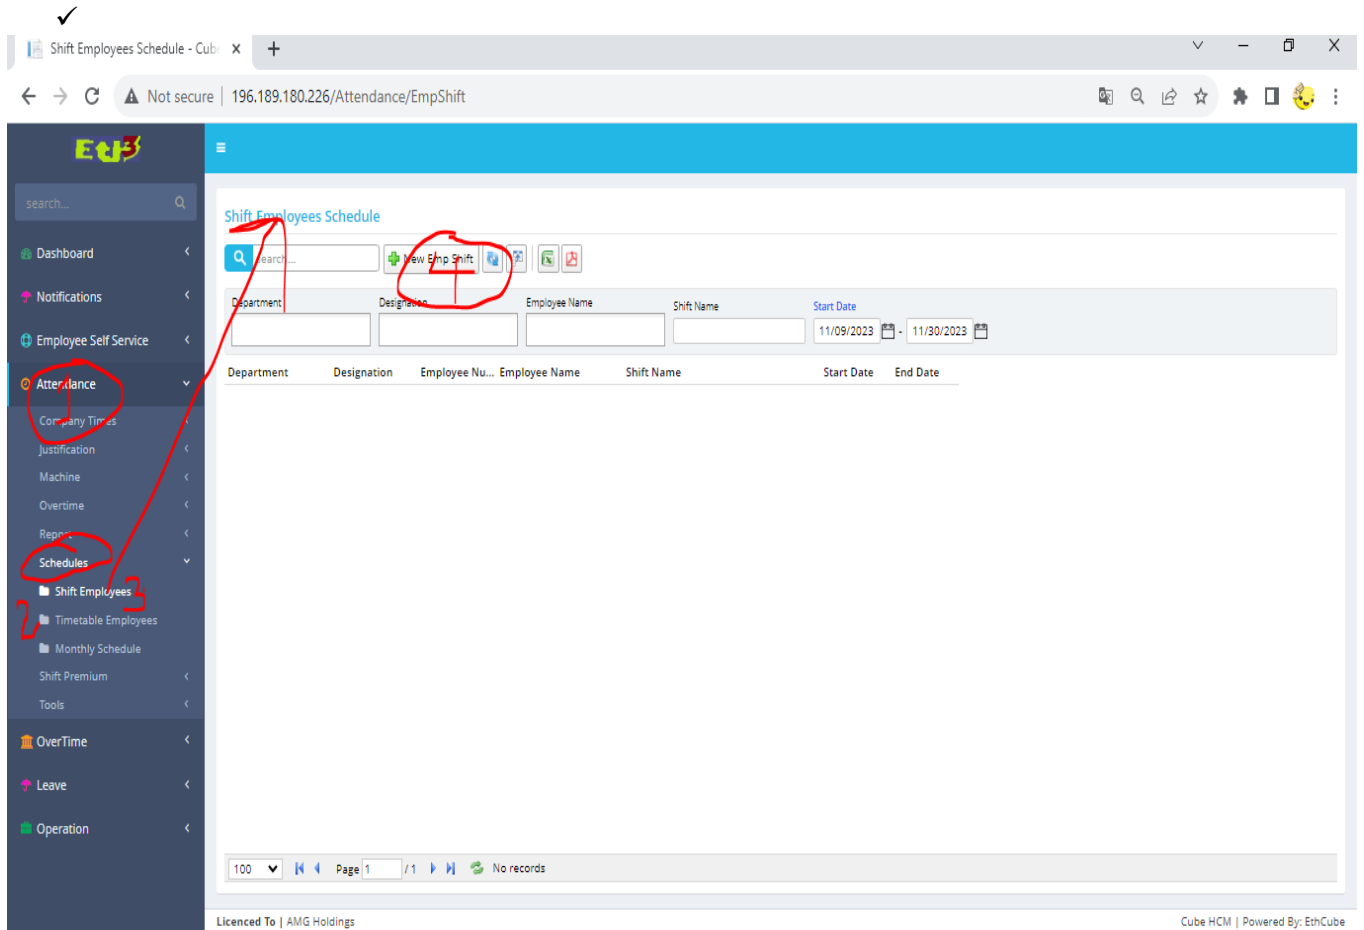 ✓
Shift Employees Schedule - Cub
Not secure | 196.189.180.226/Attendance/EmpShift
search...
Dashboard
Notifications
Employee Self Service
Attendance
1
Company Times
Justification
Machine
Overtime
Report
Schedules
Shift Employees 3
2 Timetable Employees
Monthly Schedule
Shift Premium
Tools
OverTime
Leave
Operation
Shift Employees Schedule
search... New Emp Shift
4
Department Designation Employee Name Shift Name Start Date
11/09/2023 - 11/30/2023
Department Designation Employee Nu... Employee Name Shift Name Start Date End Date
100 Page 1 / 1 No records
Licenced To | AMG Holdings Cube HCM | Powered By: EthCube